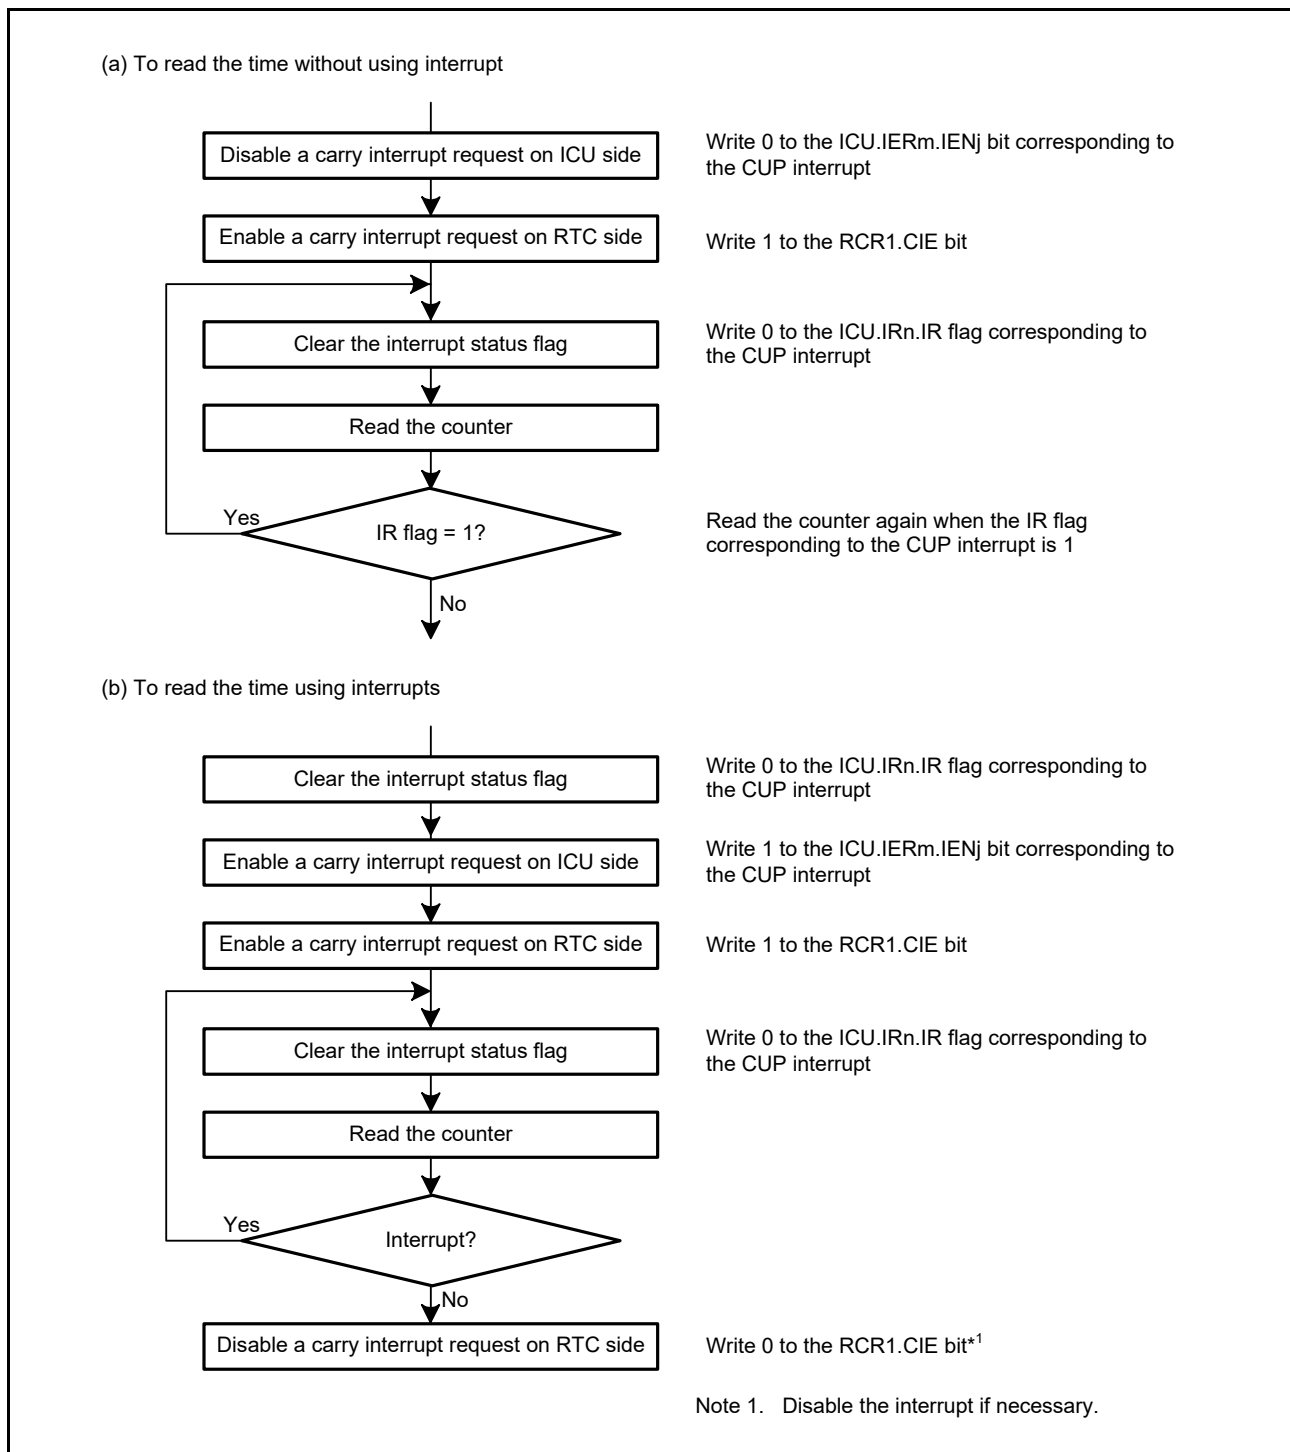 (a) To read the time without using interrupt
Disable a carry interrupt request on ICU side
Write 0 to the ICU.IERm.IENj bit corresponding to
the CUP interrupt
Enable a carry interrupt request on RTC side
Write 1 to the RCR1.CIE bit
Clear the interrupt status flag
Write 0 to the ICU.IRn.IR flag corresponding to
the CUP interrupt
Read the counter
Yes
IR flag = 1?
Read the counter again when the IR flag
corresponding to the CUP interrupt is 1
No
(b) To read the time using interrupts
Clear the interrupt status flag
Write 0 to the ICU.IRn.IR flag corresponding to
the CUP interrupt
Enable a carry interrupt request on ICU side
Write 1 to the ICU.IERm.IENj bit corresponding to
the CUP interrupt
Enable a carry interrupt request on RTC side
Write 1 to the RCR1.CIE bit
Clear the interrupt status flag
Write 0 to the ICU.IRn.IR flag corresponding to
the CUP interrupt
Read the counter
Yes
Interrupt?
No
Disable a carry interrupt request on RTC side
Write 0 to the RCR1.CIE bit*1
Note 1. Disable the interrupt if necessary.